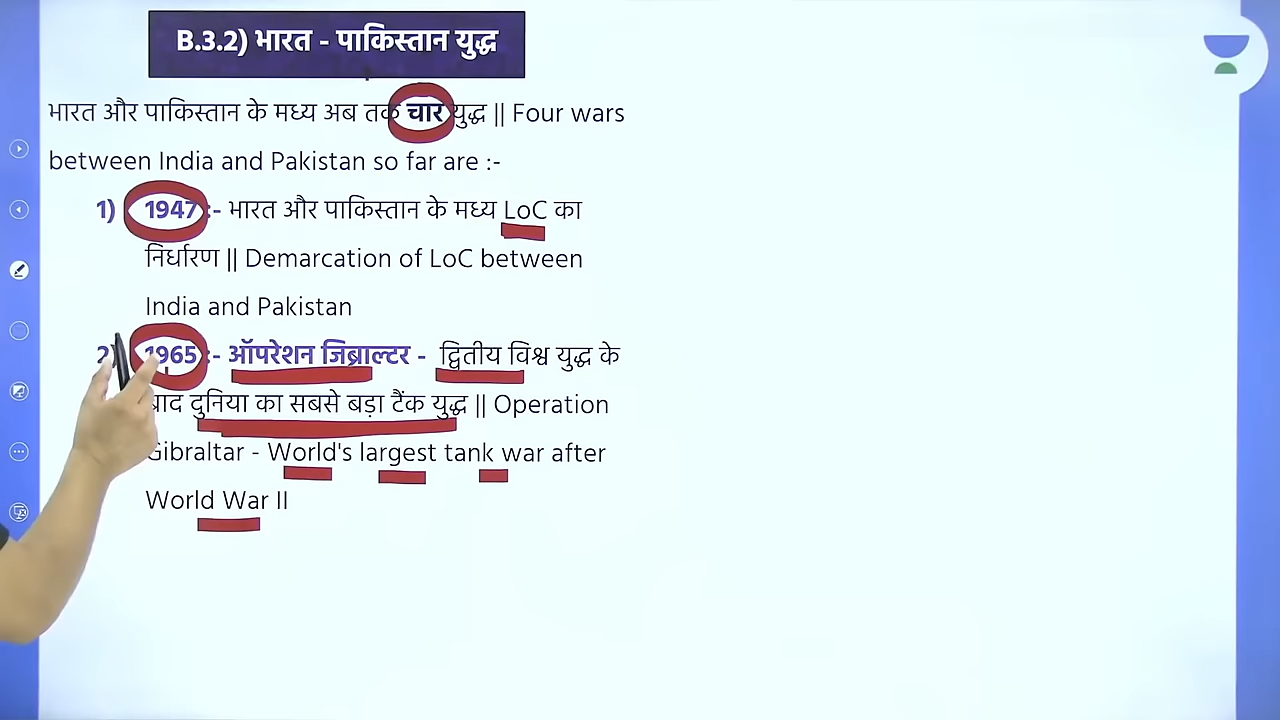 B.3.2) भारत - पाकिस्तान युद्ध
भारत और पाकिस्तान के मध्य अब तक चार युद्ध || Four wars
between India and Pakistan so far are :-
1) 1947 :- भारत और पाकिस्तान के मध्य LoC का
निर्धारण || Demarcation of LoC between
India and Pakistan
2) 1965 :- ऑपरेशन जिब्राल्टर - द्वितीय विश्व युद्ध के
बाद दुनिया का सबसे बड़ा टैंक युद्ध || Operation
Gibraltar - World's largest tank war after
World War II